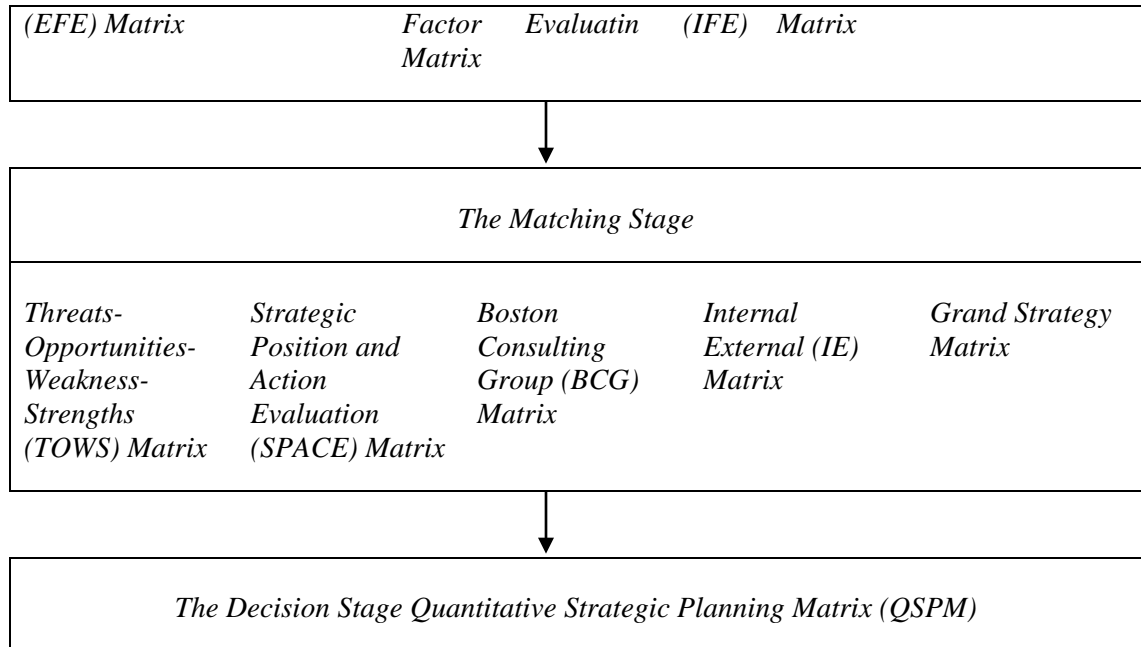 (EFE) Matrix Factor Evaluatin (IFE) Matrix
Matrix
The Matching Stage
Threats- Strategic Boston Internal Grand Strategy
Opportunities- Position and Consulting External (IE) Matrix
Weakness- Action Group (BCG) Matrix
Strengths Evaluation Matrix
(TOWS) Matrix (SPACE) Matrix
The Decision Stage Quantitative Strategic Planning Matrix (QSPM)